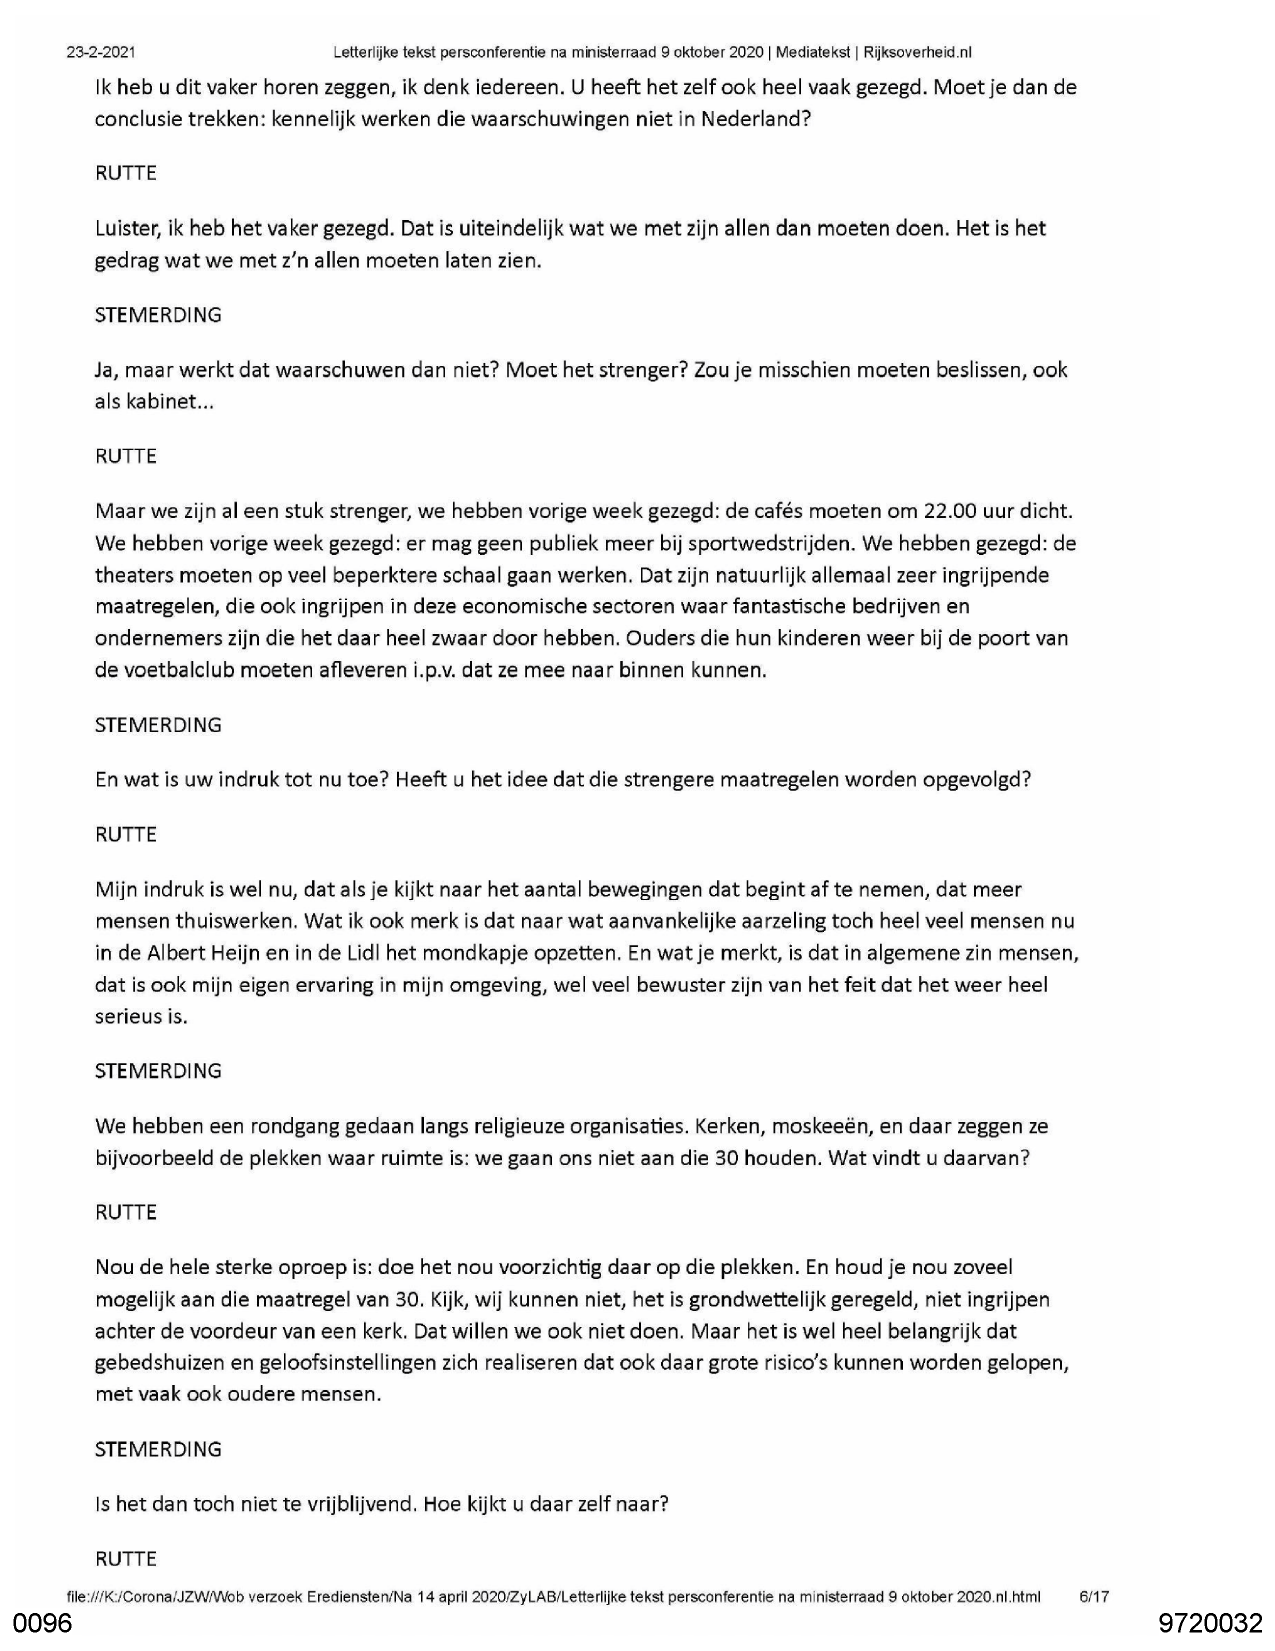 23-2-2021 Letterlijke tekst persconferentie na ministerraad 9 oktober 2020 | Mediatekst | Rijksoverheid.nl
Ik heb u dit vaker horen zeggen, ik denk iedereen. U heeft het zelf ook heel vaak gezegd. Moet je dan de
conclusie trekken: kennelijk werken die waarschuwingen niet in Nederland?
RUTTE
Luister, ik heb het vaker gezegd. Dat is uiteindelijk wat we met zijn allen dan moeten doen. Het is het
gedrag wat we met z’n allen moeten laten zien.
STEMERDING
Ja, maar werkt dat waarschuwen dan niet? Moet het strenger? Zou je misschien moeten beslissen, ook
als kabinet...
RUTTE
Maar we zijn al een stuk strenger, we hebben vorige week gezegd: de cafés moeten om 22.00 uur dicht.
We hebben vorige week gezegd: er mag geen publiek meer bij sportwedstrijden. We hebben gezegd: de
theaters moeten op veel beperktere schaal gaan werken. Dat zijn natuurlijk allemaal zeer ingrijpende
maatregelen, die ook ingrijpen in deze economische sectoren waar fantastische bedrijven en
ondernemers zijn die het daar heel zwaar door hebben. Ouders die hun kinderen weer bij de poort van
de voetbalclub moeten afleveren i.p.v. dat ze mee naar binnen kunnen.
STEMERDING
En wat is uw indruk tot nu toe? Heeft u het idee dat die strengere maatregelen worden opgevolgd?
RUTTE
Mijn indruk is wel nu, dat als je kijkt naar het aantal bewegingen dat begint af te nemen, dat meer
mensen thuiswerken. Wat ik ook merk is dat naar wat aanvankelijke aarzeling toch heel veel mensen nu
in de Albert Heijn en in de Lidl het mondkapje opzetten. En wat je merkt, is dat in algemene zin mensen,
dat is ook mijn eigen ervaring in mijn omgeving, wel veel bewuster zijn van het feit dat het weer heel
serieus is.
STEMERDING
We hebben een rondgang gedaan langs religieuze organisaties. Kerken, moskeeën, en daar zeggen ze
bijvoorbeeld de plekken waar ruimte is: we gaan ons niet aan die 30 houden. Wat vindt u daarvan?
RUTTE
Nou de hele sterke oproep is: doe het nou voorzichtig daar op die plekken. En houd je nou zoveel
mogelijk aan die maatregel van 30. Kijk, wij kunnen niet, het is grondwettelijk geregeld, niet ingrijpen
achter de voordeur van een kerk. Dat willen we ook niet doen. Maar het is wel heel belangrijk dat
gebedshuizen en geloofsinstellingen zich realiseren dat ook daar grote risico’s kunnen worden gelopen,
met vaak ook oudere mensen.
STEMERDING
Is het dan toch niet te vrijblijvend. Hoe kijkt u daar zelf naar?
RUTTE
file:///K:/Corona/JZW/Wob verzoek Erediensten/Na 14 april 2020/ZyLAB/Letterlijke tekst persconferentie na ministerraad 9 oktober 2020.nl.html 6/17
0096 9720032